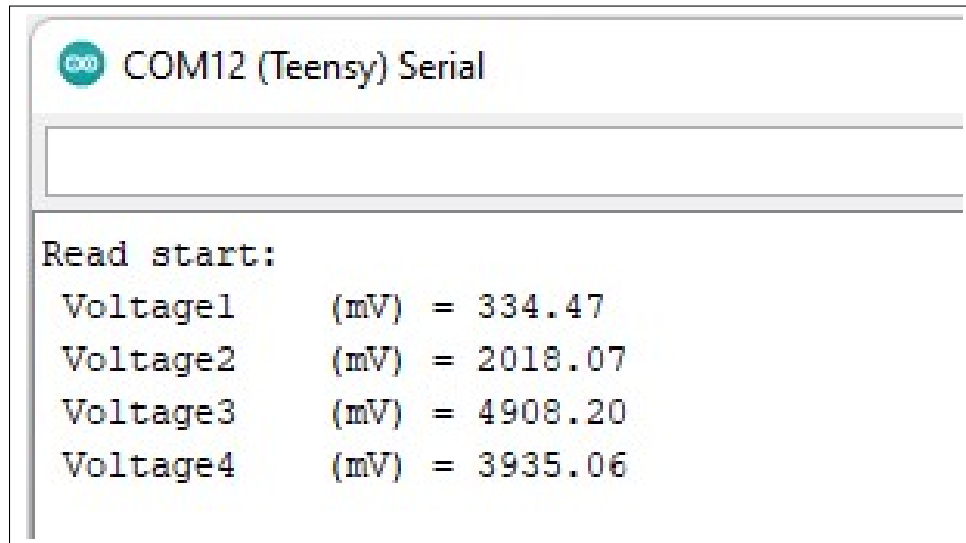 COM12 (Teensy) Serial
Read start:
Voltage1 (mV) = 334.47
Voltage2 (mV) = 2018.07
Voltage3 (mV) = 4908.20
Voltage4 (mV) = 3935.06